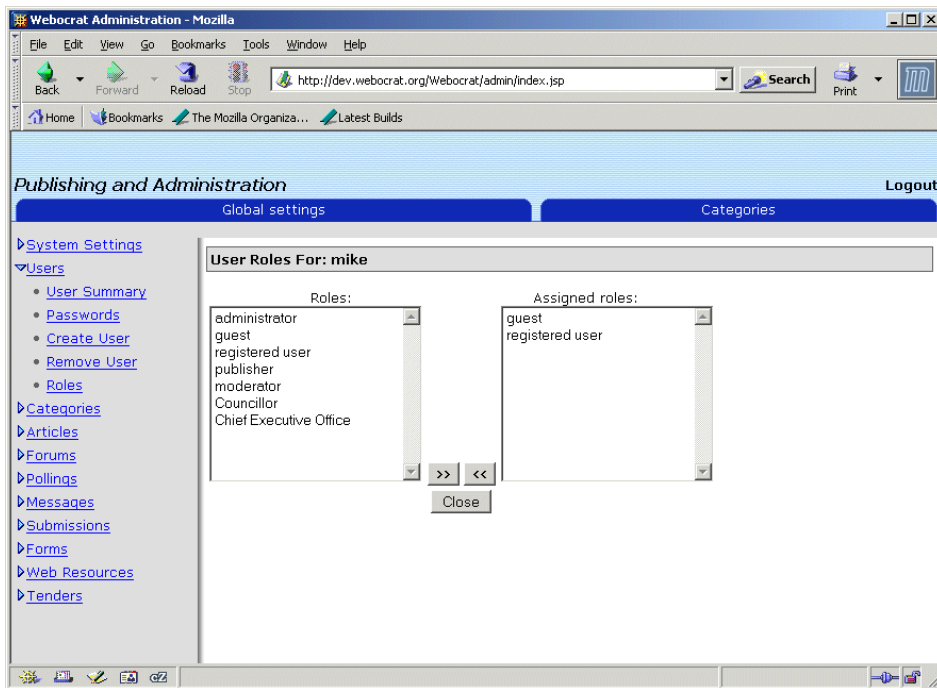 Webocrat Administration - Mozilla
File Edit View Go Bookmarks Tools Window Help
Back Forward Reload Stop http://dev.webocrat.org/Webocrat/admin/index.jsp Search Print
Home Bookmarks The Mozilla Organiza... Latest Builds
Publishing and Administration
Logout
Global settings Categories
System Settings
Users
User Summary
Passwords
Create User
Remove User
Roles
Categories
Articles
Forums
Pollings
Messages
Submissions
Forms
Web Resources
Tenders
User Roles For: mike
Roles:
administrator
guest
registered user
publisher
moderator
Councillor
Chief Executive Office
>> <<
Close
Assigned roles:
guest
registered user